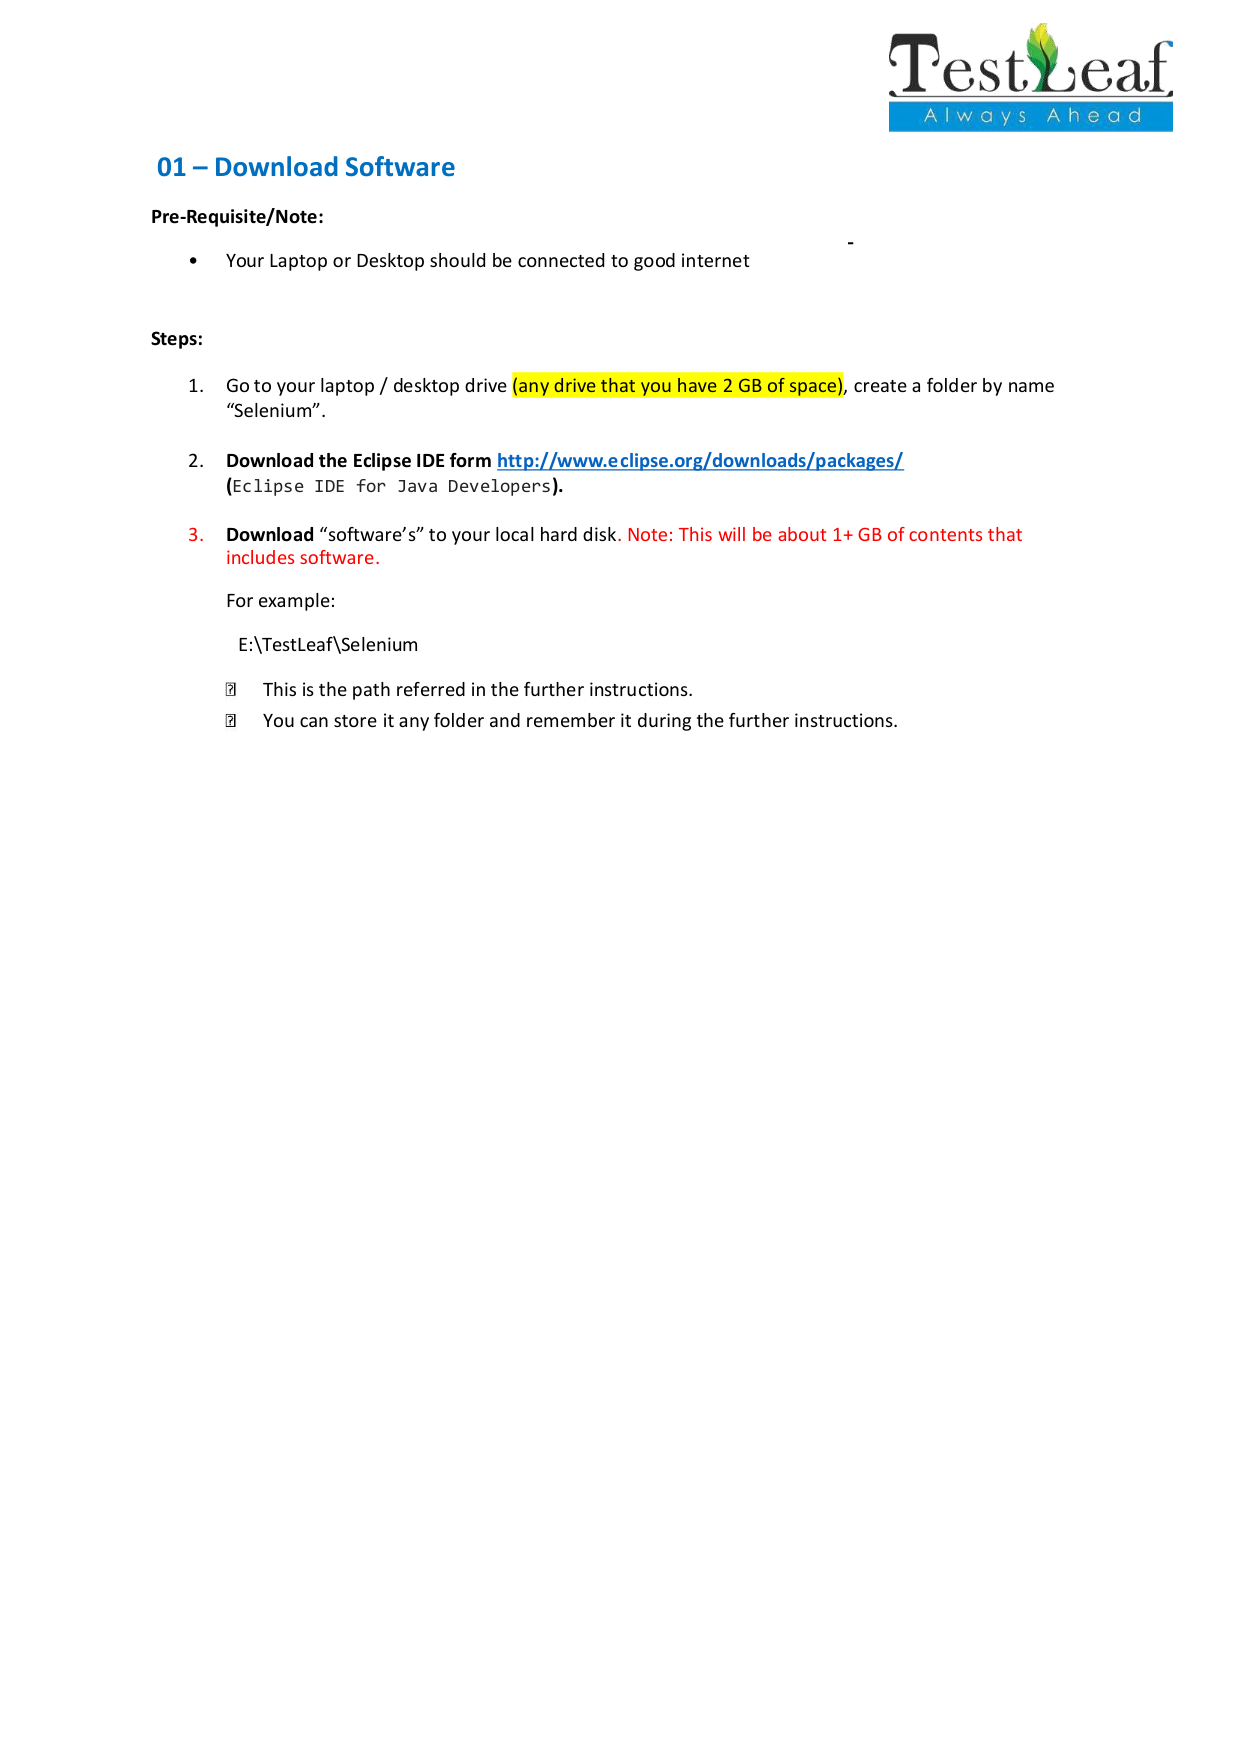 TestLeaf
Always Ahead
01 – Download Software
Pre-Requisite/Note:
-
• Your Laptop or Desktop should be connected to good internet
Steps:
1. Go to your laptop / desktop drive (any drive that you have 2 GB of space), create a folder by name
“Selenium”.
2. Download the Eclipse IDE form http://www.eclipse.org/downloads/packages/
(Eclipse IDE for Java Developers).
3. Download “software’s” to your local hard disk. Note: This will be about 1+ GB of contents that
includes software.
For example:
E:\TestLeaf\Selenium
⍰ This is the path referred in the further instructions.
⍰ You can store it any folder and remember it during the further instructions.